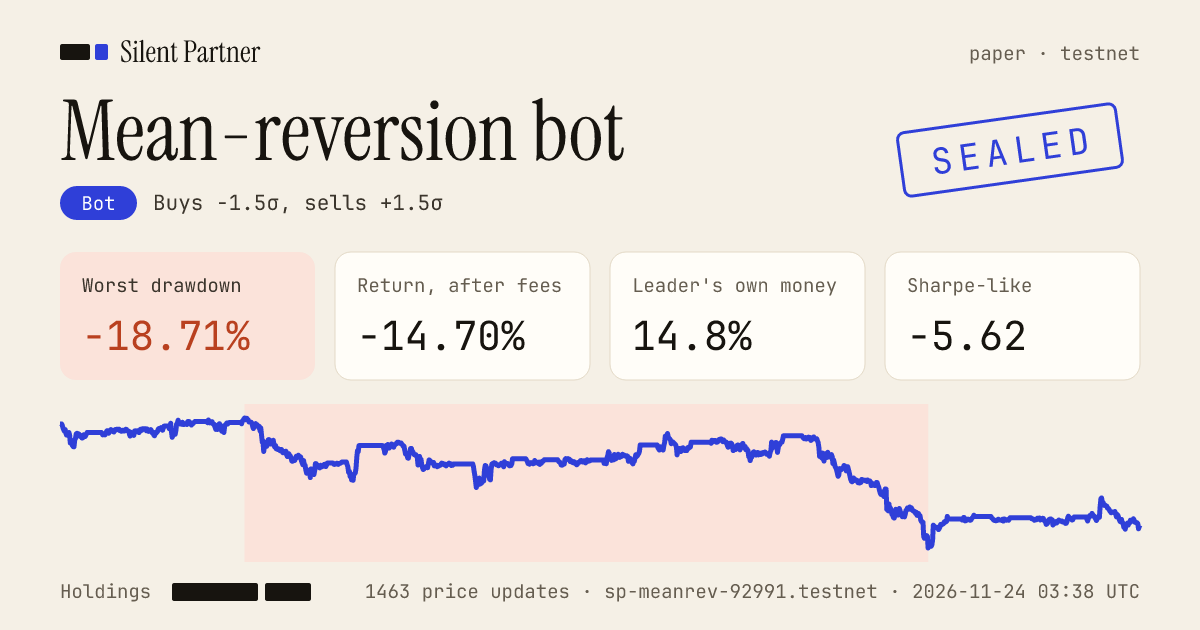 Silent Partner
paper · testnet
Mean-reversion bot
SEALED
Bot
Buys -1.5σ, sells +1.5σ
Worst drawdown
-18.71%
Return, after fees
-14.70%
Leader's own money
14.8%
Sharpe-like
-5.62
Holdings
1463 price updates · sp-meanrev-92991.testnet · 2026-11-24 03:38 UTC